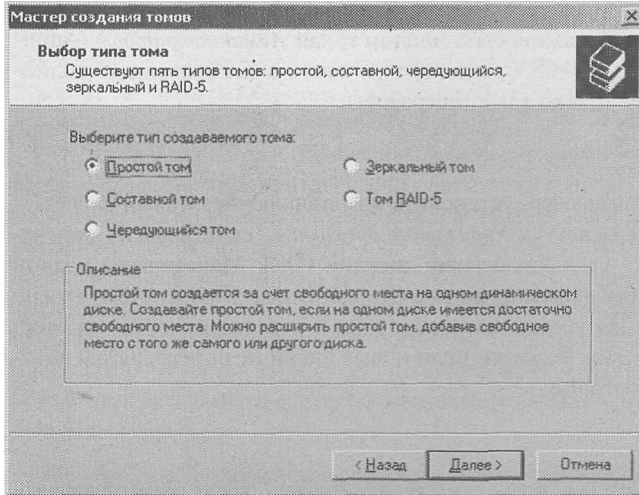 Мастер создания томов
Выбор типа тома
Существуют пять типов томов: простой, составной, чередующийся,
зеркальный и RAID-5.
Выберите тип создаваемого тома:
Простой том
Зеркальный том
Составной том
Том RAID-5
Чередующийся том
Описание
Простой том создается за счет свободного места на одном динамическом
диске. Создавайте простой том, если на одном диске имеется достаточно
свободного места. Можно расширить простой том, добавив свободное
место с того же самого или другого диска.
< Назад
Далее >
Отмена